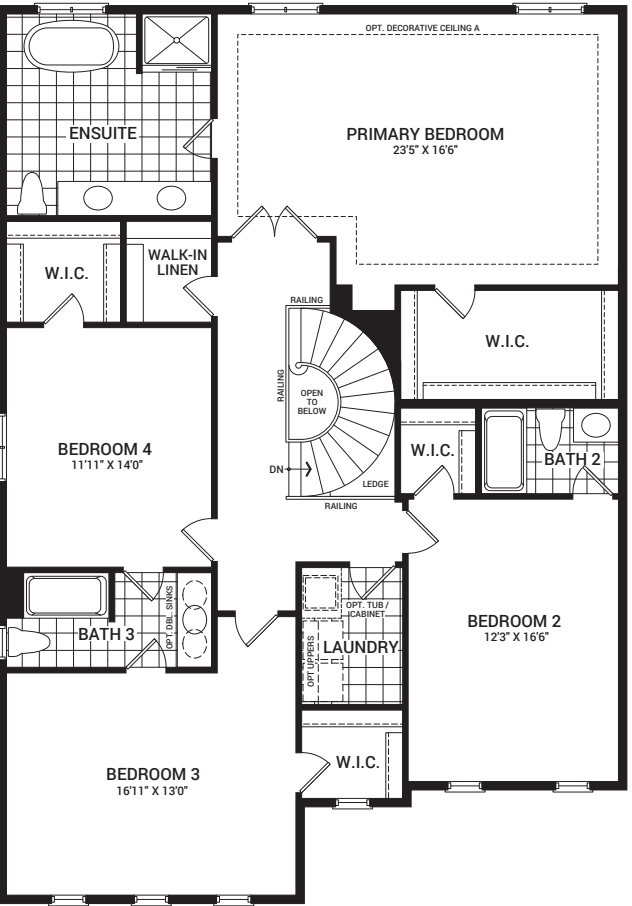 OPT. DECORATIVE CEILING A
ENSUITE
PRIMARY BEDROOM
23'5" X 16'6"
W.I.C.
WALK-IN
LINEN
RAILING
W.I.C.
RAILING
OPEN
TO
BELOW
BEDROOM 4
11'11" X 14'0"
W.I.C.
BATH 2
DN
LEDGE
RAILING
OPT. DBL. SINKS
BATH 3
OPT. TUB /
CABINET
LAUNDRY
OPT UPPERS
BEDROOM 2
12'3" X 16'6"
W.I.C.
BEDROOM 3
16'11" X 13'0"